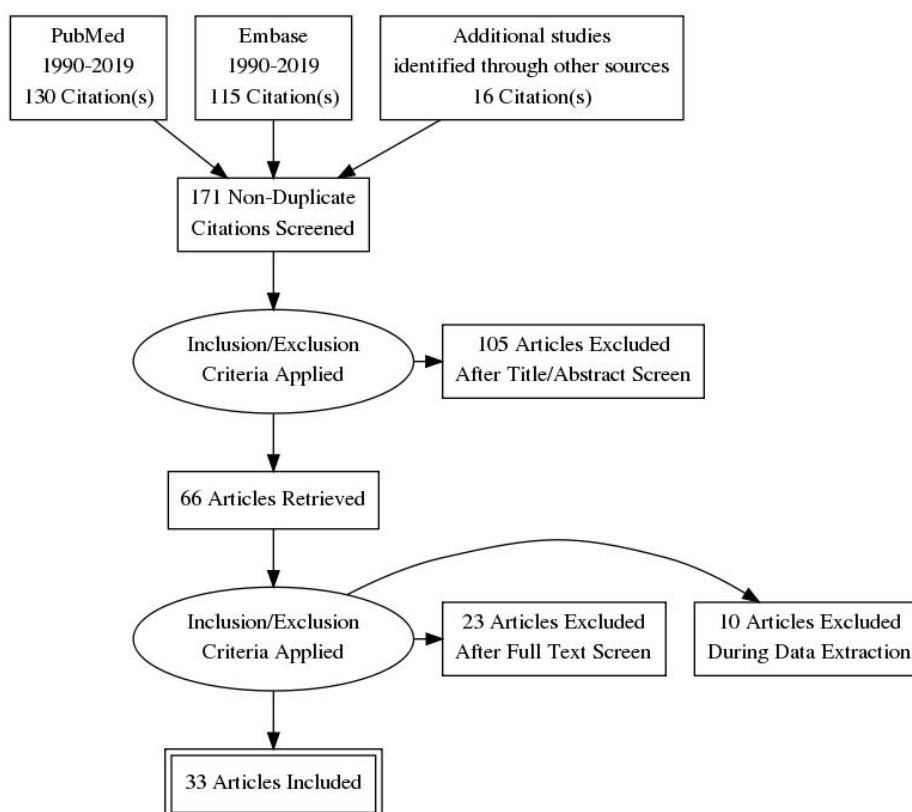 PubMed
1990-2019
130 Citation(s)
Embase
1990-2019
115 Citation(s)
Additional studies
identified through other sources
16 Citation(s)
171 Non-Duplicate
Citations Screened
Inclusion/Exclusion
Criteria Applied
105 Articles Excluded
After Title/Abstract Screen
66 Articles Retrieved
Inclusion/Exclusion
Criteria Applied
23 Articles Excluded
After Full Text Screen
10 Articles Excluded
During Data Extraction
33 Articles Included